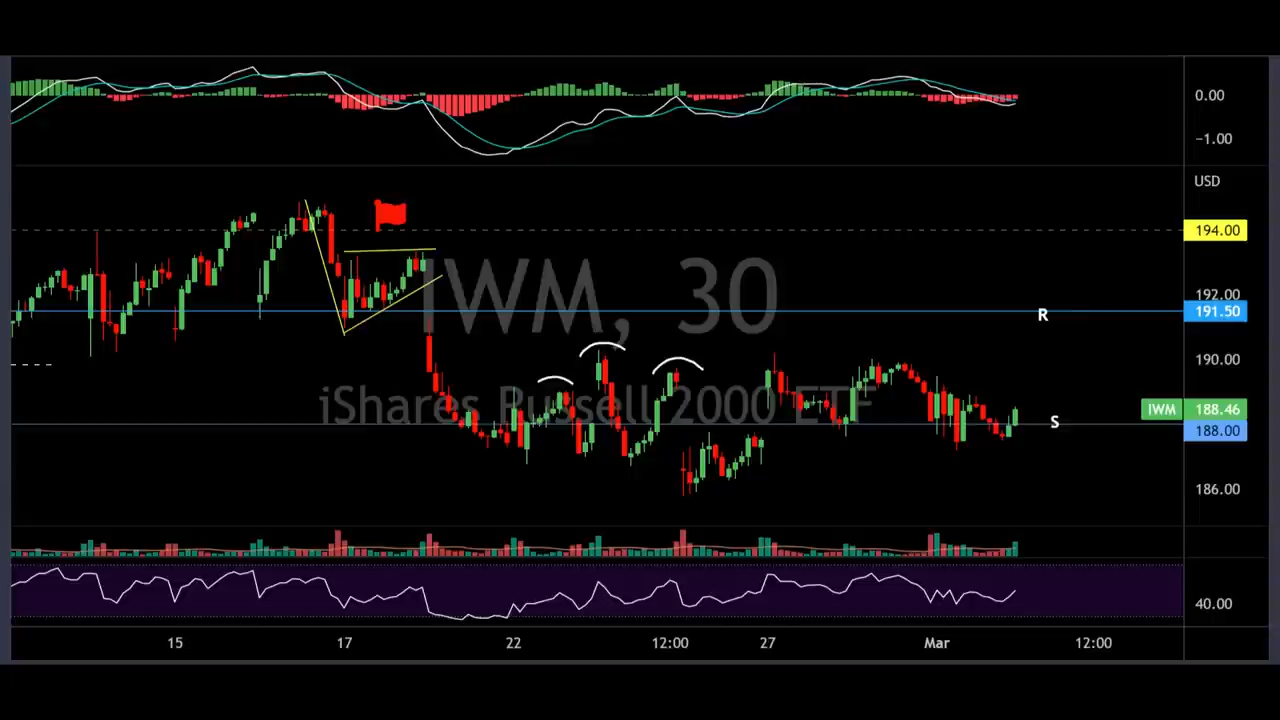 0.00
−1.00
USD
194.00
IWM, 30
192.00
R
191.50
190.00
iShares Russell 2000 ETF
IWM 188.46
S
188.00
186.00
40.00
15 17 22 12:00 27 Mar 12:00